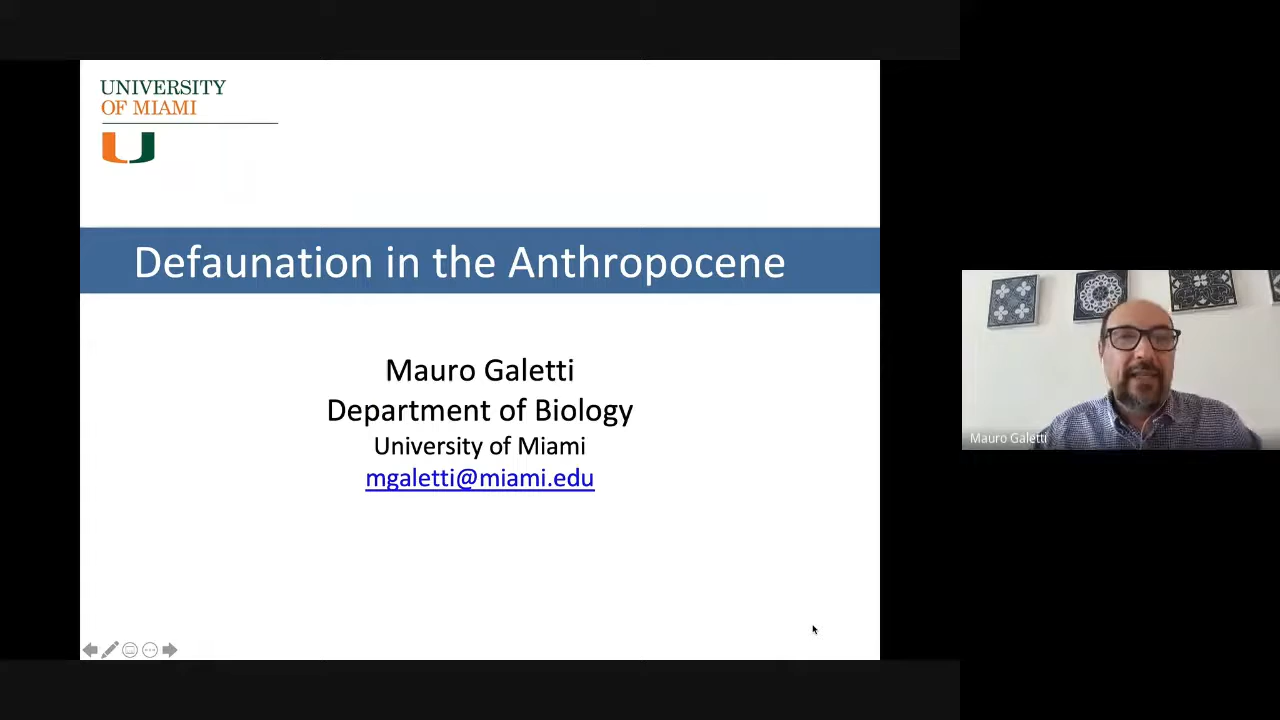 UNIVERSITY
OF MIAMI
Defaunation in the Anthropocene
Mauro Galetti
Department of Biology
University of Miami
mgaletti@miami.edu
Mauro Galetti